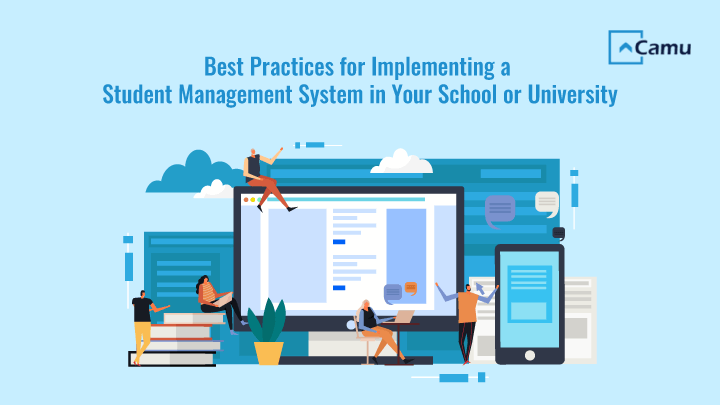 Camu
Best Practices for Implementing a
Student Management System in Your School or University